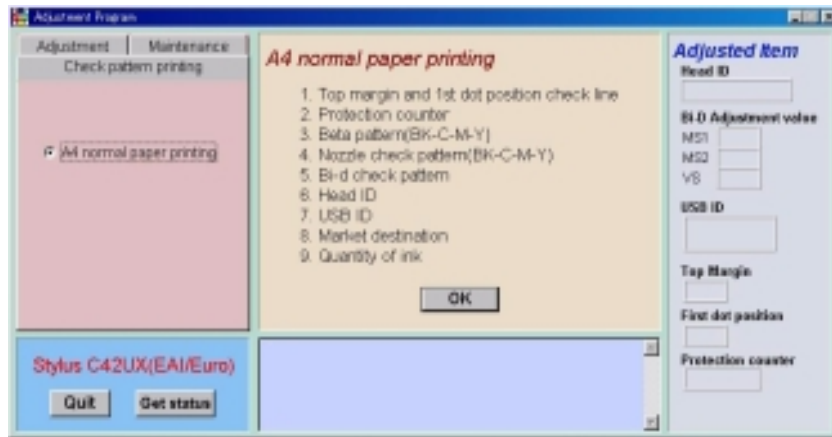 Adjustment Program
Adjustment Maintenance
Check pattern printing
A4 normal paper printing
A4 normal paper printing
1. Top margin and 1st dot position check line
2. Protection counter
3. Beta pattern(BK-C-M-Y)
4. Nozzle check pattern(BK-C-M-Y)
5. Bi-d check pattern
6. Head ID
7. USB ID
8. Market destination
9. Quantity of ink
OK
Stylus C42UX(EAI/Euro)
Quit Get status
Adjusted Item
Head ID
Bi-D Adjustment value
MS1
MS2
VS
USB ID
Top Margin
First dot position
Protection counter